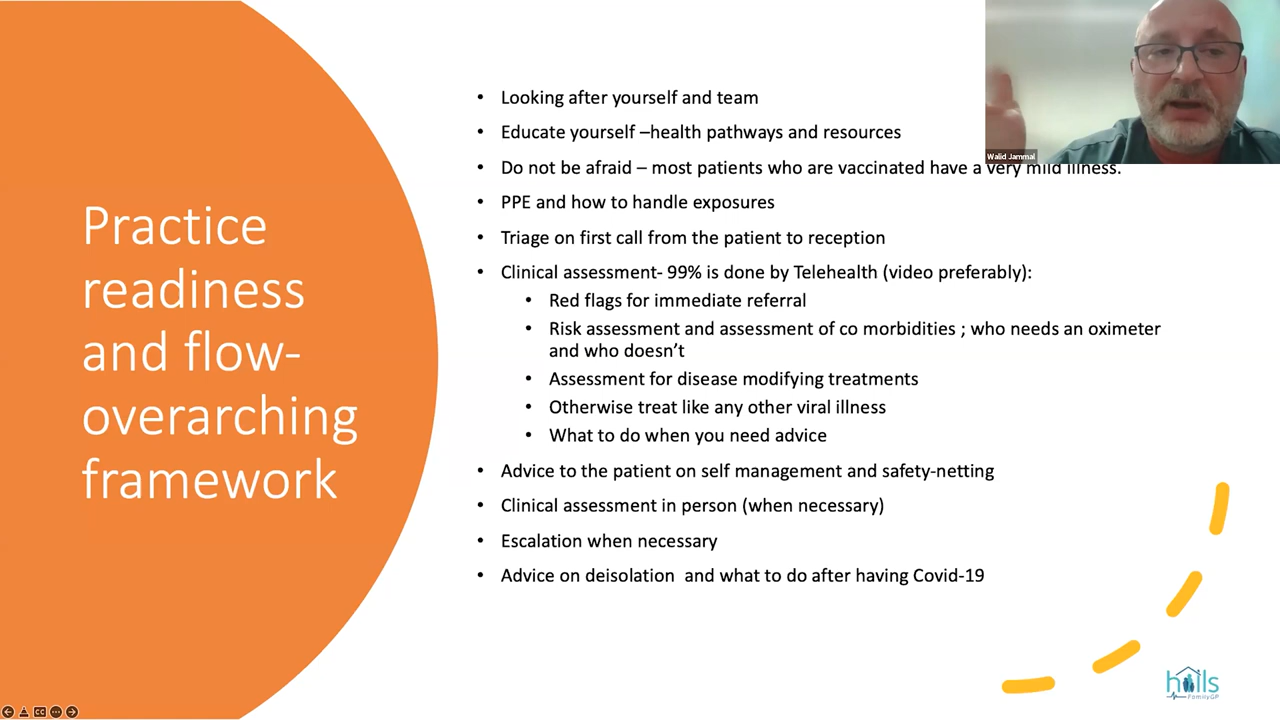 Practice
readiness
and flow-
overarching
framework
• Looking after yourself and team
• Educate yourself –health pathways and resources
• Do not be afraid – most patients who are vaccinated have a very mild illness.
• PPE and how to handle exposures
• Triage on first call from the patient to reception
• Clinical assessment- 99% is done by Telehealth (video preferably):
• Red flags for immediate referral
• Risk assessment and assessment of co morbidities ; who needs an oximeter
and who doesn’t
• Assessment for disease modifying treatments
• Otherwise treat like any other viral illness
• What to do when you need advice
• Advice to the patient on self management and safety-netting
• Clinical assessment in person (when necessary)
• Escalation when necessary
• Advice on deisolation  and what to do after having Covid-19
Walid Jammal
hills
FamilyGP
CC